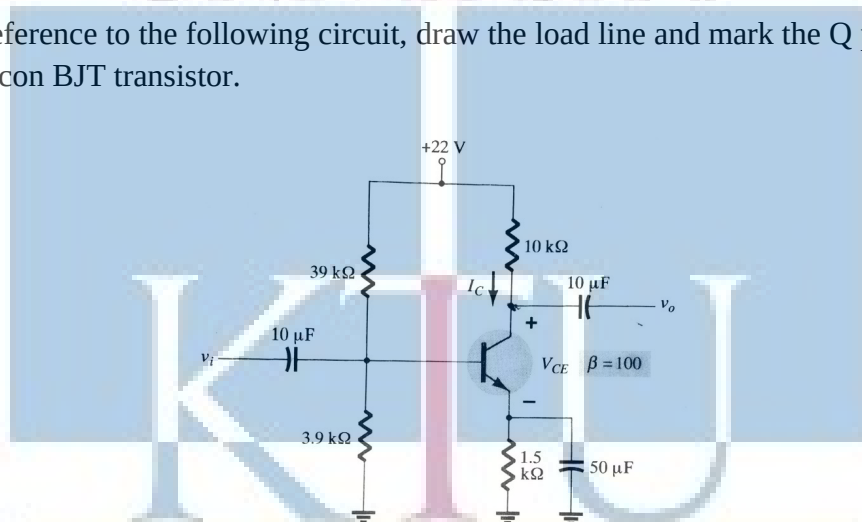 eference to the following circuit, draw the load line and mark the Q
con BJT transistor.
+22 V
10 kΩ
39 kΩ
I_C
10 µF
v_o
+
10 µF
v_i
V_CE β = 100
−
3.9 kΩ
1.5
kΩ
50 µF
KTU